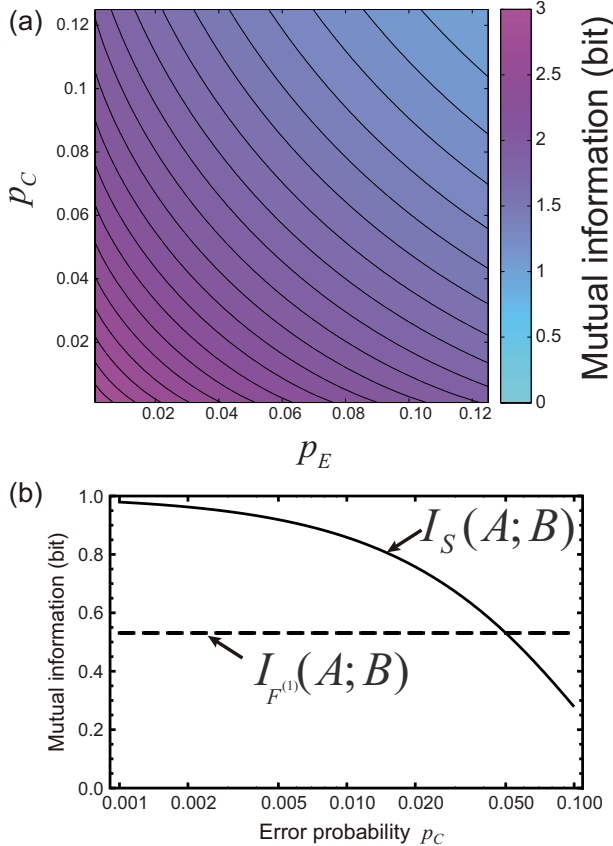 (a)
0.12
0.1
0.08
0.06
0.04
0.02
p_C
0.02 0.04 0.06 0.08 0.10 0.12
p_E
3
2.5
2
1.5
1
0.5
0
Mutual information (bit)
(b)
1.0
0.8
0.6
0.4
0.2
0.0
Mutual information (bit)
I_S(A;B)
I_F^(1)(A;B)
0.001 0.002 0.005 0.010 0.020 0.050 0.100
Error probability p_C